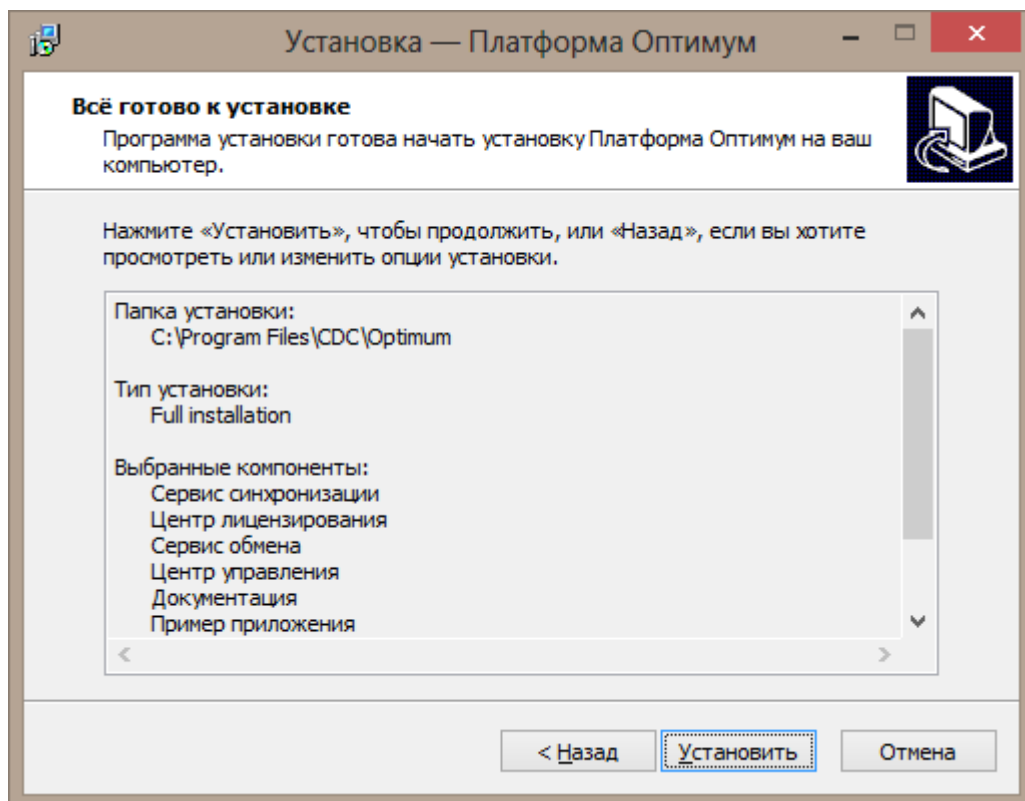 Установка — Платформа Оптимум
Всё готово к установке
Программа установки готова начать установку Платформа Оптимум на ваш
компьютер.
Нажмите «Установить», чтобы продолжить, или «Назад», если вы хотите
просмотреть или изменить опции установки.
Папка установки:
C:\Program Files\CDC\Optimum
Тип установки:
Full installation
Выбранные компоненты:
Сервис синхронизации
Центр лицензирования
Сервис обмена
Центр управления
Документация
Пример приложения
< Назад
Установить
Отмена